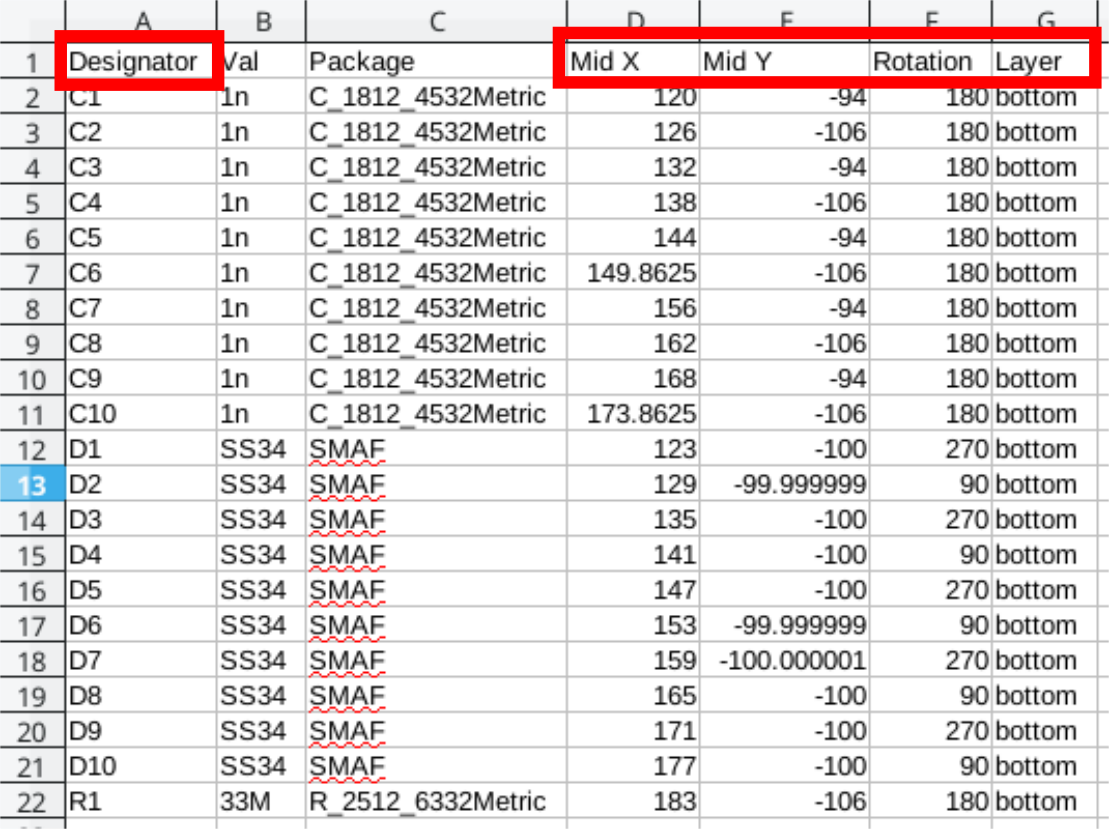 A B C D E F G
1 Designator Val Package Mid X Mid Y Rotation Layer
2 C1 1n C_1812_4532Metric 120 -94 180 bottom
3 C2 1n C_1812_4532Metric 126 -106 180 bottom
4 C3 1n C_1812_4532Metric 132 -94 180 bottom
5 C4 1n C_1812_4532Metric 138 -106 180 bottom
6 C5 1n C_1812_4532Metric 144 -94 180 bottom
7 C6 1n C_1812_4532Metric 149.8625 -106 180 bottom
8 C7 1n C_1812_4532Metric 156 -94 180 bottom
9 C8 1n C_1812_4532Metric 162 -106 180 bottom
10 C9 1n C_1812_4532Metric 168 -94 180 bottom
11 C10 1n C_1812_4532Metric 173.8625 -106 180 bottom
12 D1 SS34 SMAF 123 -100 270 bottom
13 D2 SS34 SMAF 129 -99.999999 90 bottom
14 D3 SS34 SMAF 135 -100 270 bottom
15 D4 SS34 SMAF 141 -100 90 bottom
16 D5 SS34 SMAF 147 -100 270 bottom
17 D6 SS34 SMAF 153 -99.999999 90 bottom
18 D7 SS34 SMAF 159 -100.000001 270 bottom
19 D8 SS34 SMAF 165 -100 90 bottom
20 D9 SS34 SMAF 171 -100 270 bottom
21 D10 SS34 SMAF 177 -100 90 bottom
22 R1 33M R_2512_6332Metric 183 -106 180 bottom